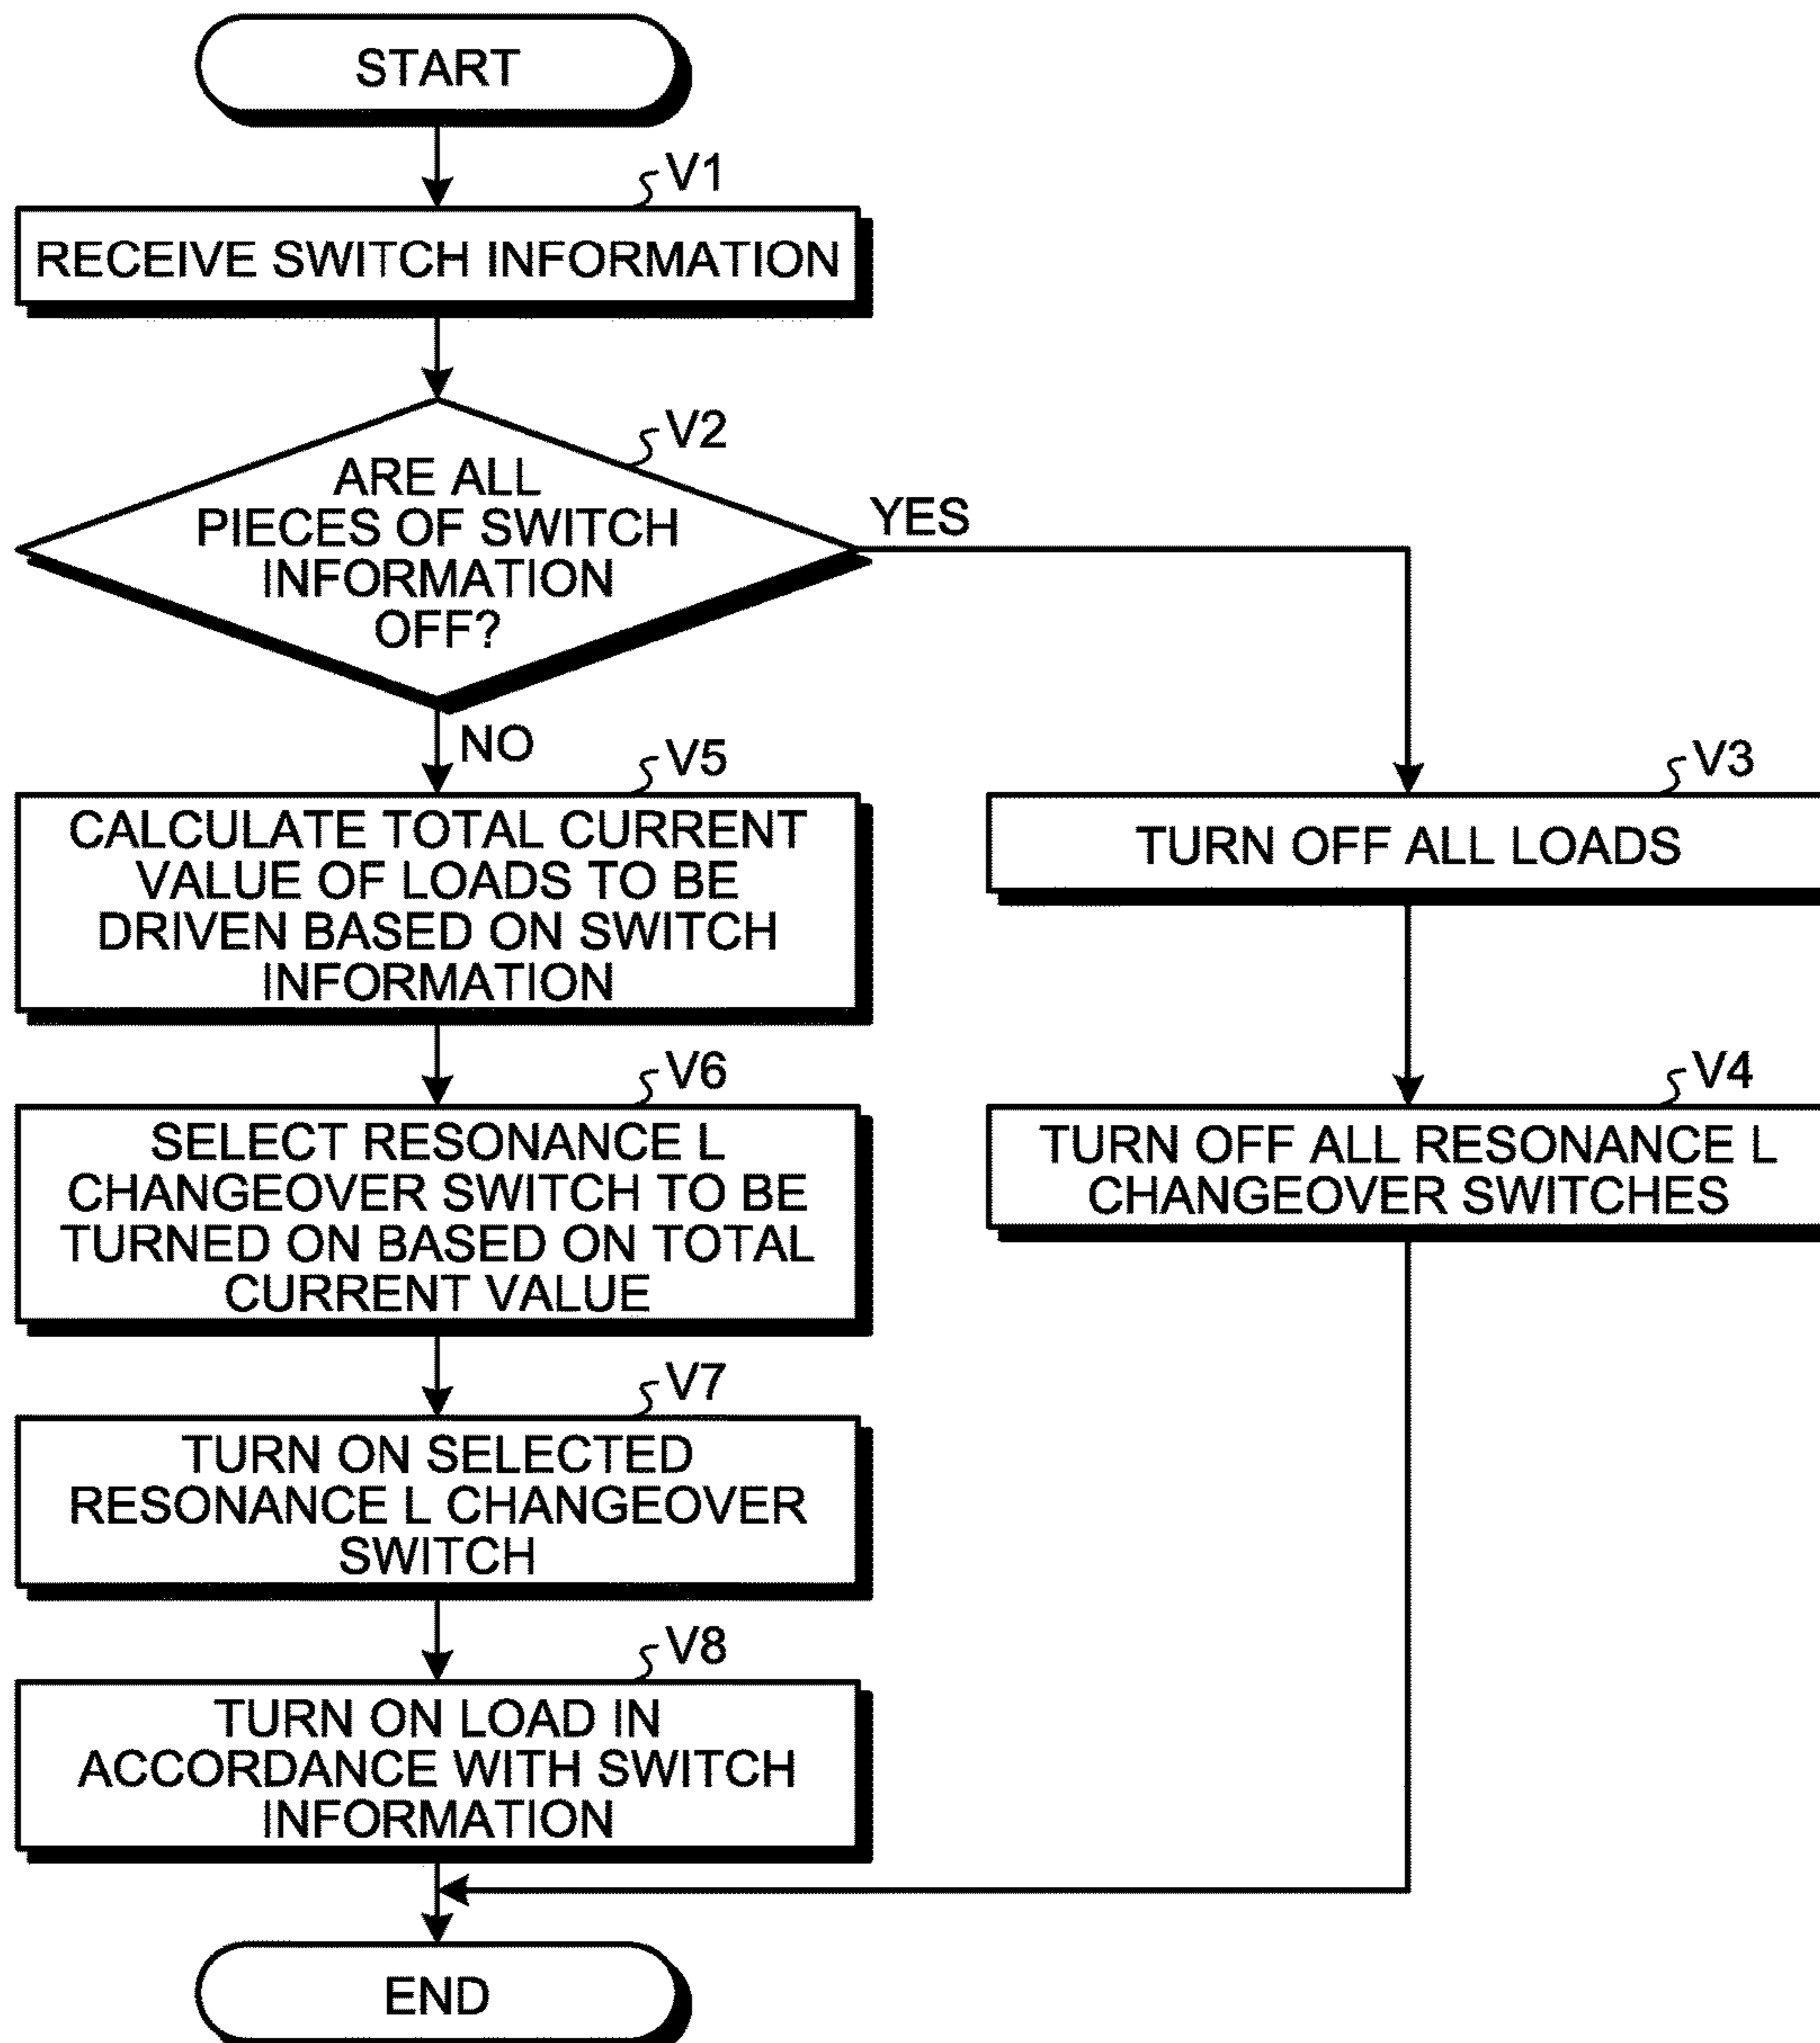 START
V1
RECEIVE SWITCH INFORMATION
V2
ARE ALL
PIECES OF SWITCH
INFORMATION
OFF?
YES
NO
V5
CALCULATE TOTAL CURRENT
VALUE OF LOADS TO BE
DRIVEN BASED ON SWITCH
INFORMATION
V3
TURN OFF ALL LOADS
V6
SELECT RESONANCE L
CHANGEOVER SWITCH TO BE
TURNED ON BASED ON TOTAL
CURRENT VALUE
V4
TURN OFF ALL RESONANCE L
CHANGEOVER SWITCHES
V7
TURN ON SELECTED
RESONANCE L CHANGEOVER
SWITCH
V8
TURN ON LOAD IN
ACCORDANCE WITH SWITCH
INFORMATION
END